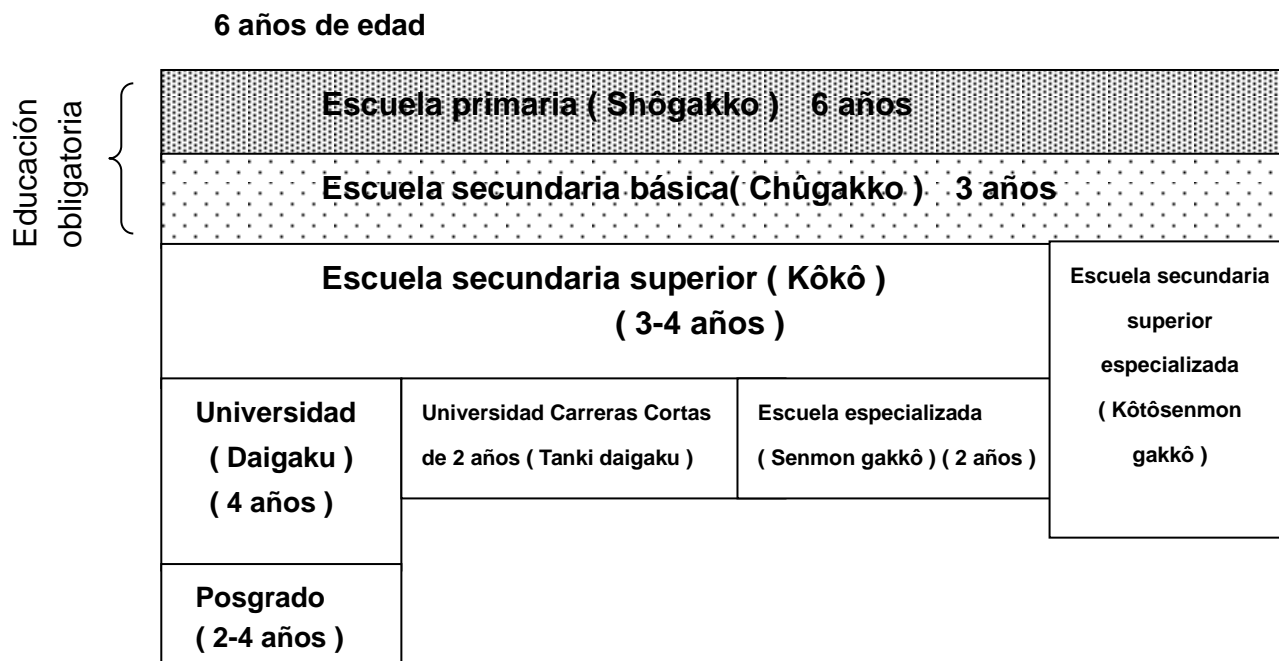 6 años de edad
Educación
obligatoria
Escuela primaria ( Shôgakko ) 6 años
Escuela secundaria básica( Chûgakko ) 3 años
Escuela secundaria superior ( Kôkô )
( 3-4 años )
Escuela secundaria
superior
especializada
( Kôtôsenmon
gakkô )
Universidad
( Daigaku )
( 4 años )
Universidad Carreras Cortas
de 2 años ( Tanki daigaku )
Escuela especializada
( Senmon gakkô ) ( 2 años )
Posgrado
( 2-4 años )